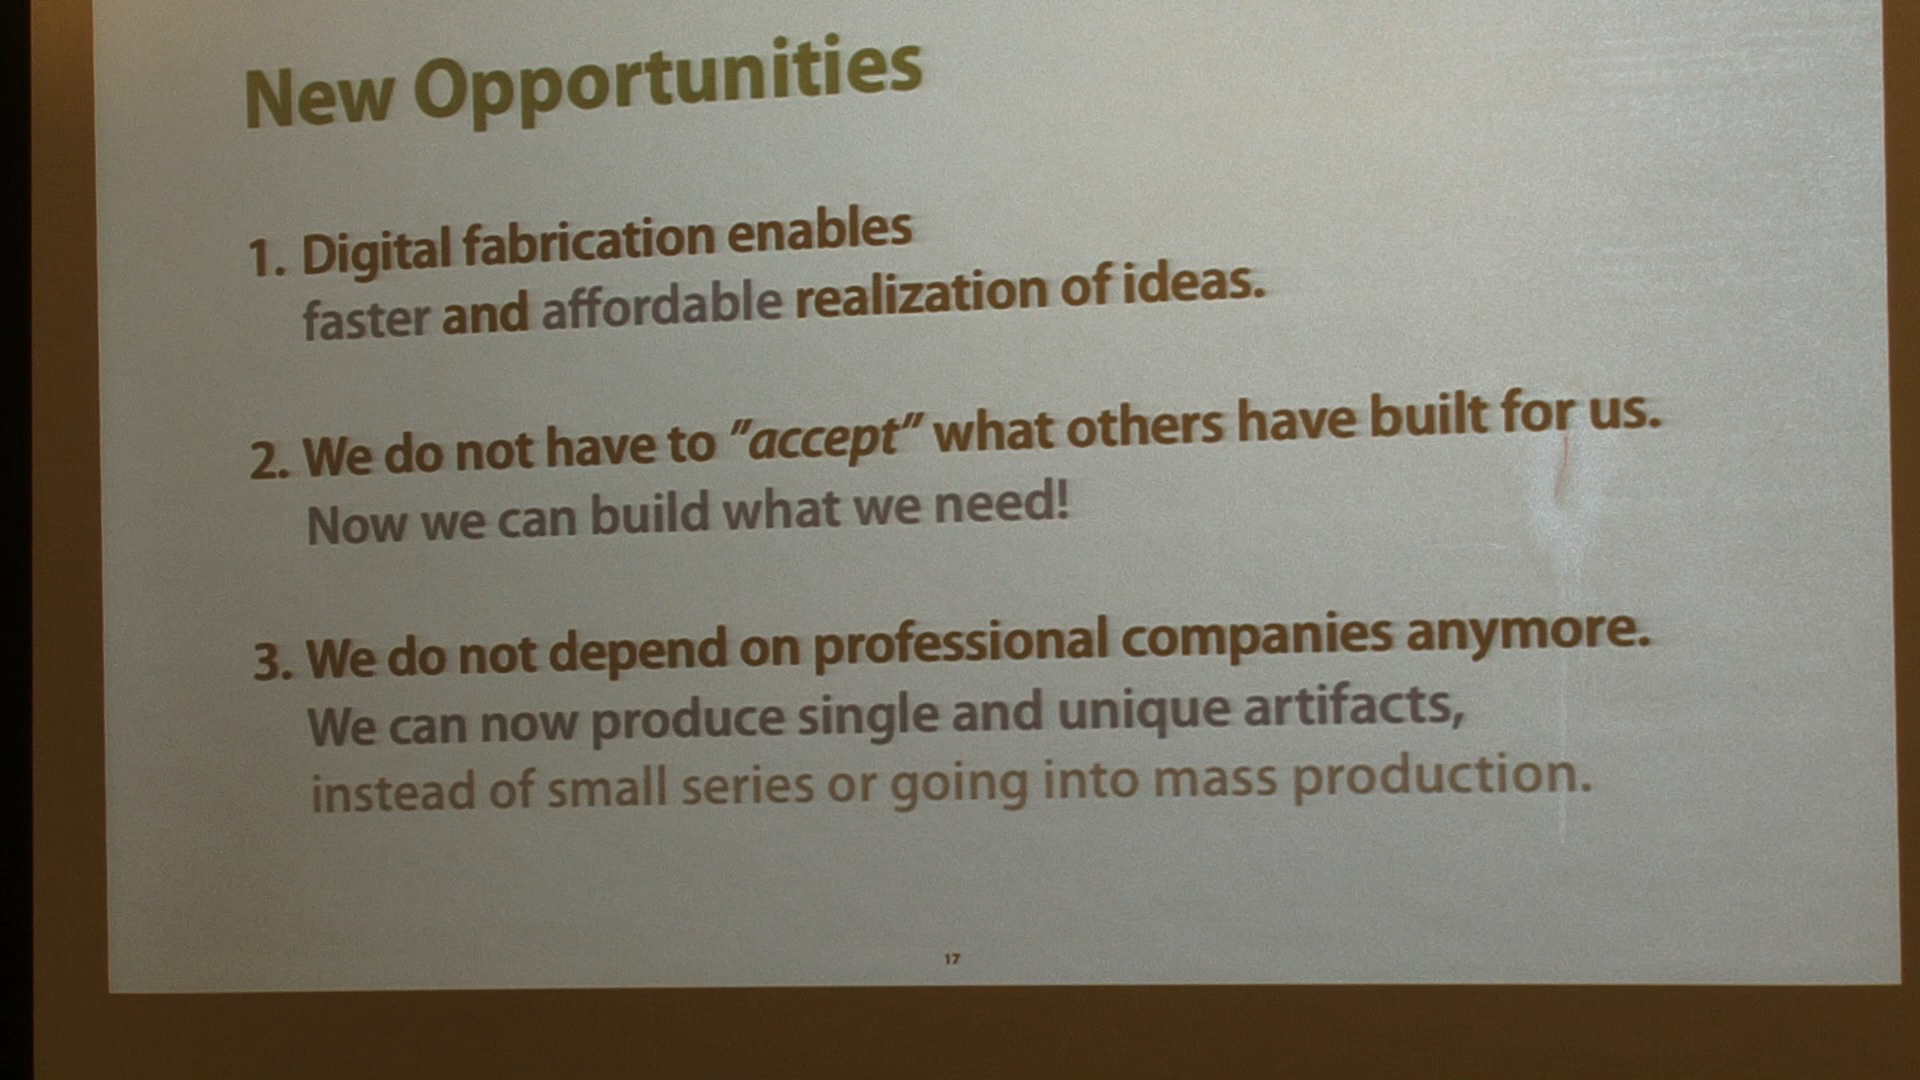 New Opportunities
1. Digital fabrication enables
faster and affordable realization of ideas.
2. We do not have to "accept" what others have built for us.
Now we can build what we need!
3. We do not depend on professional companies anymore.
We can now produce single and unique artifacts,
instead of small series or going into mass production.
17